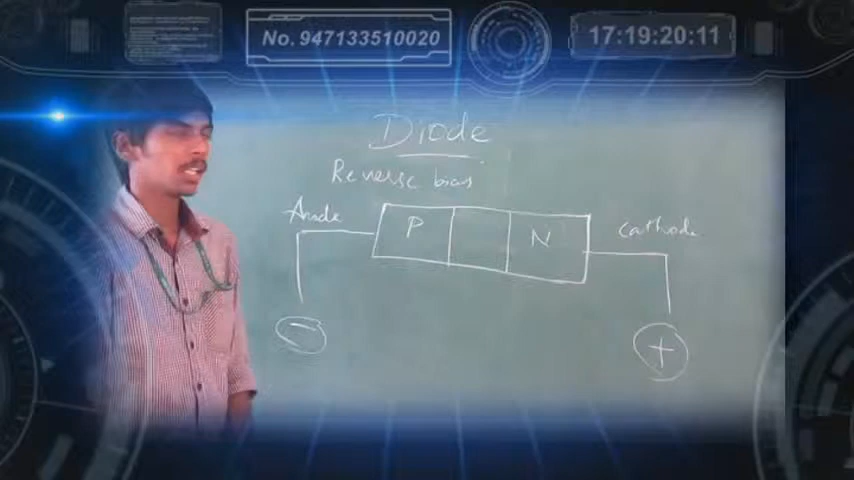 No. 947133510020
17:19:20:11
Diode
Reverse bias
Anode
P
N
cathode
-
+